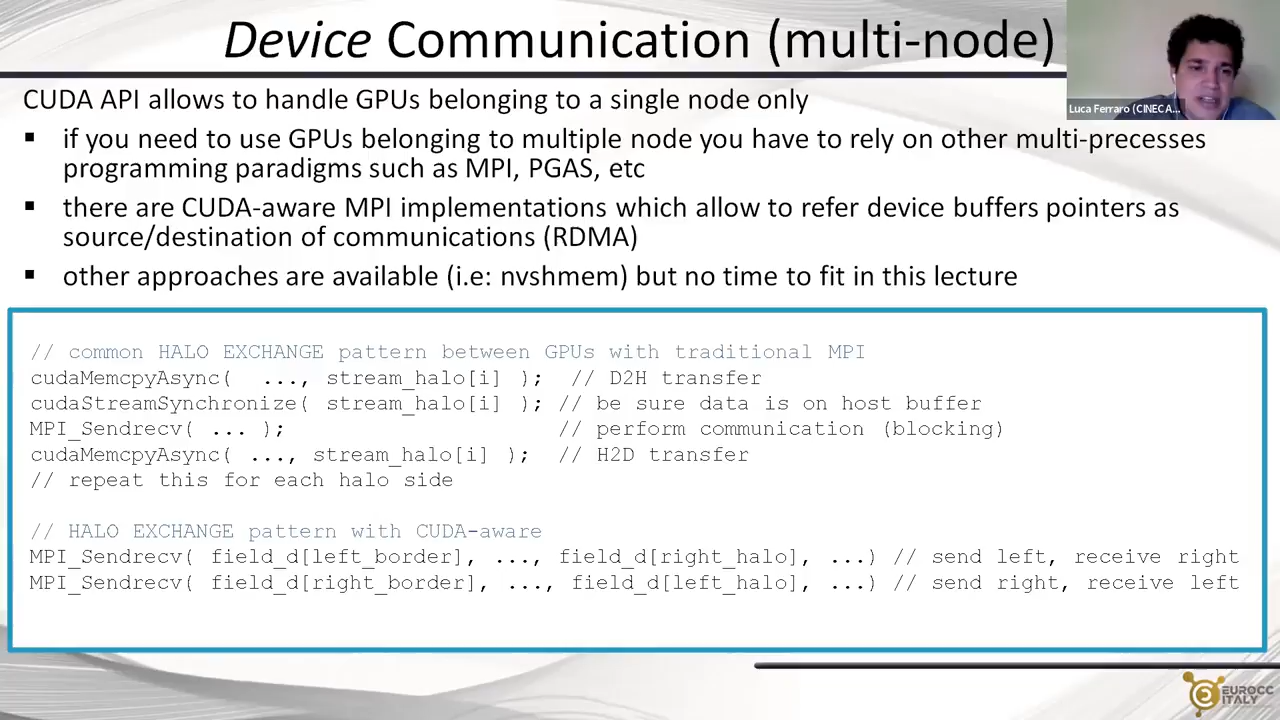 Device Communication (multi-node)
Luca Ferraro (CINECA...
CUDA API allows to handle GPUs belonging to a single node only
▪ if you need to use GPUs belonging to multiple node you have to rely on other multi-precesses
programming paradigms such as MPI, PGAS, etc
▪ there are CUDA-aware MPI implementations which allow to refer device buffers pointers as
source/destination of communications (RDMA)
▪ other approaches are available (i.e: nvshmem) but no time to fit in this lecture
// common HALO EXCHANGE pattern between GPUs with traditional MPI
cudaMemcpyAsync( ..., stream_halo[i] ); // D2H transfer
cudaStreamSynchronize( stream_halo[i] ); // be sure data is on host buffer
MPI_Sendrecv( ... ); // perform communication (blocking)
cudaMemcpyAsync( ..., stream_halo[i] ); // H2D transfer
// repeat this for each halo side
// HALO EXCHANGE pattern with CUDA-aware
MPI_Sendrecv( field_d[left_border], ..., field_d[right_halo], ...) // send left, receive right
MPI_Sendrecv( field_d[right_border], ..., field_d[left_halo], ...) // send right, receive left
EUROCC
ITALY